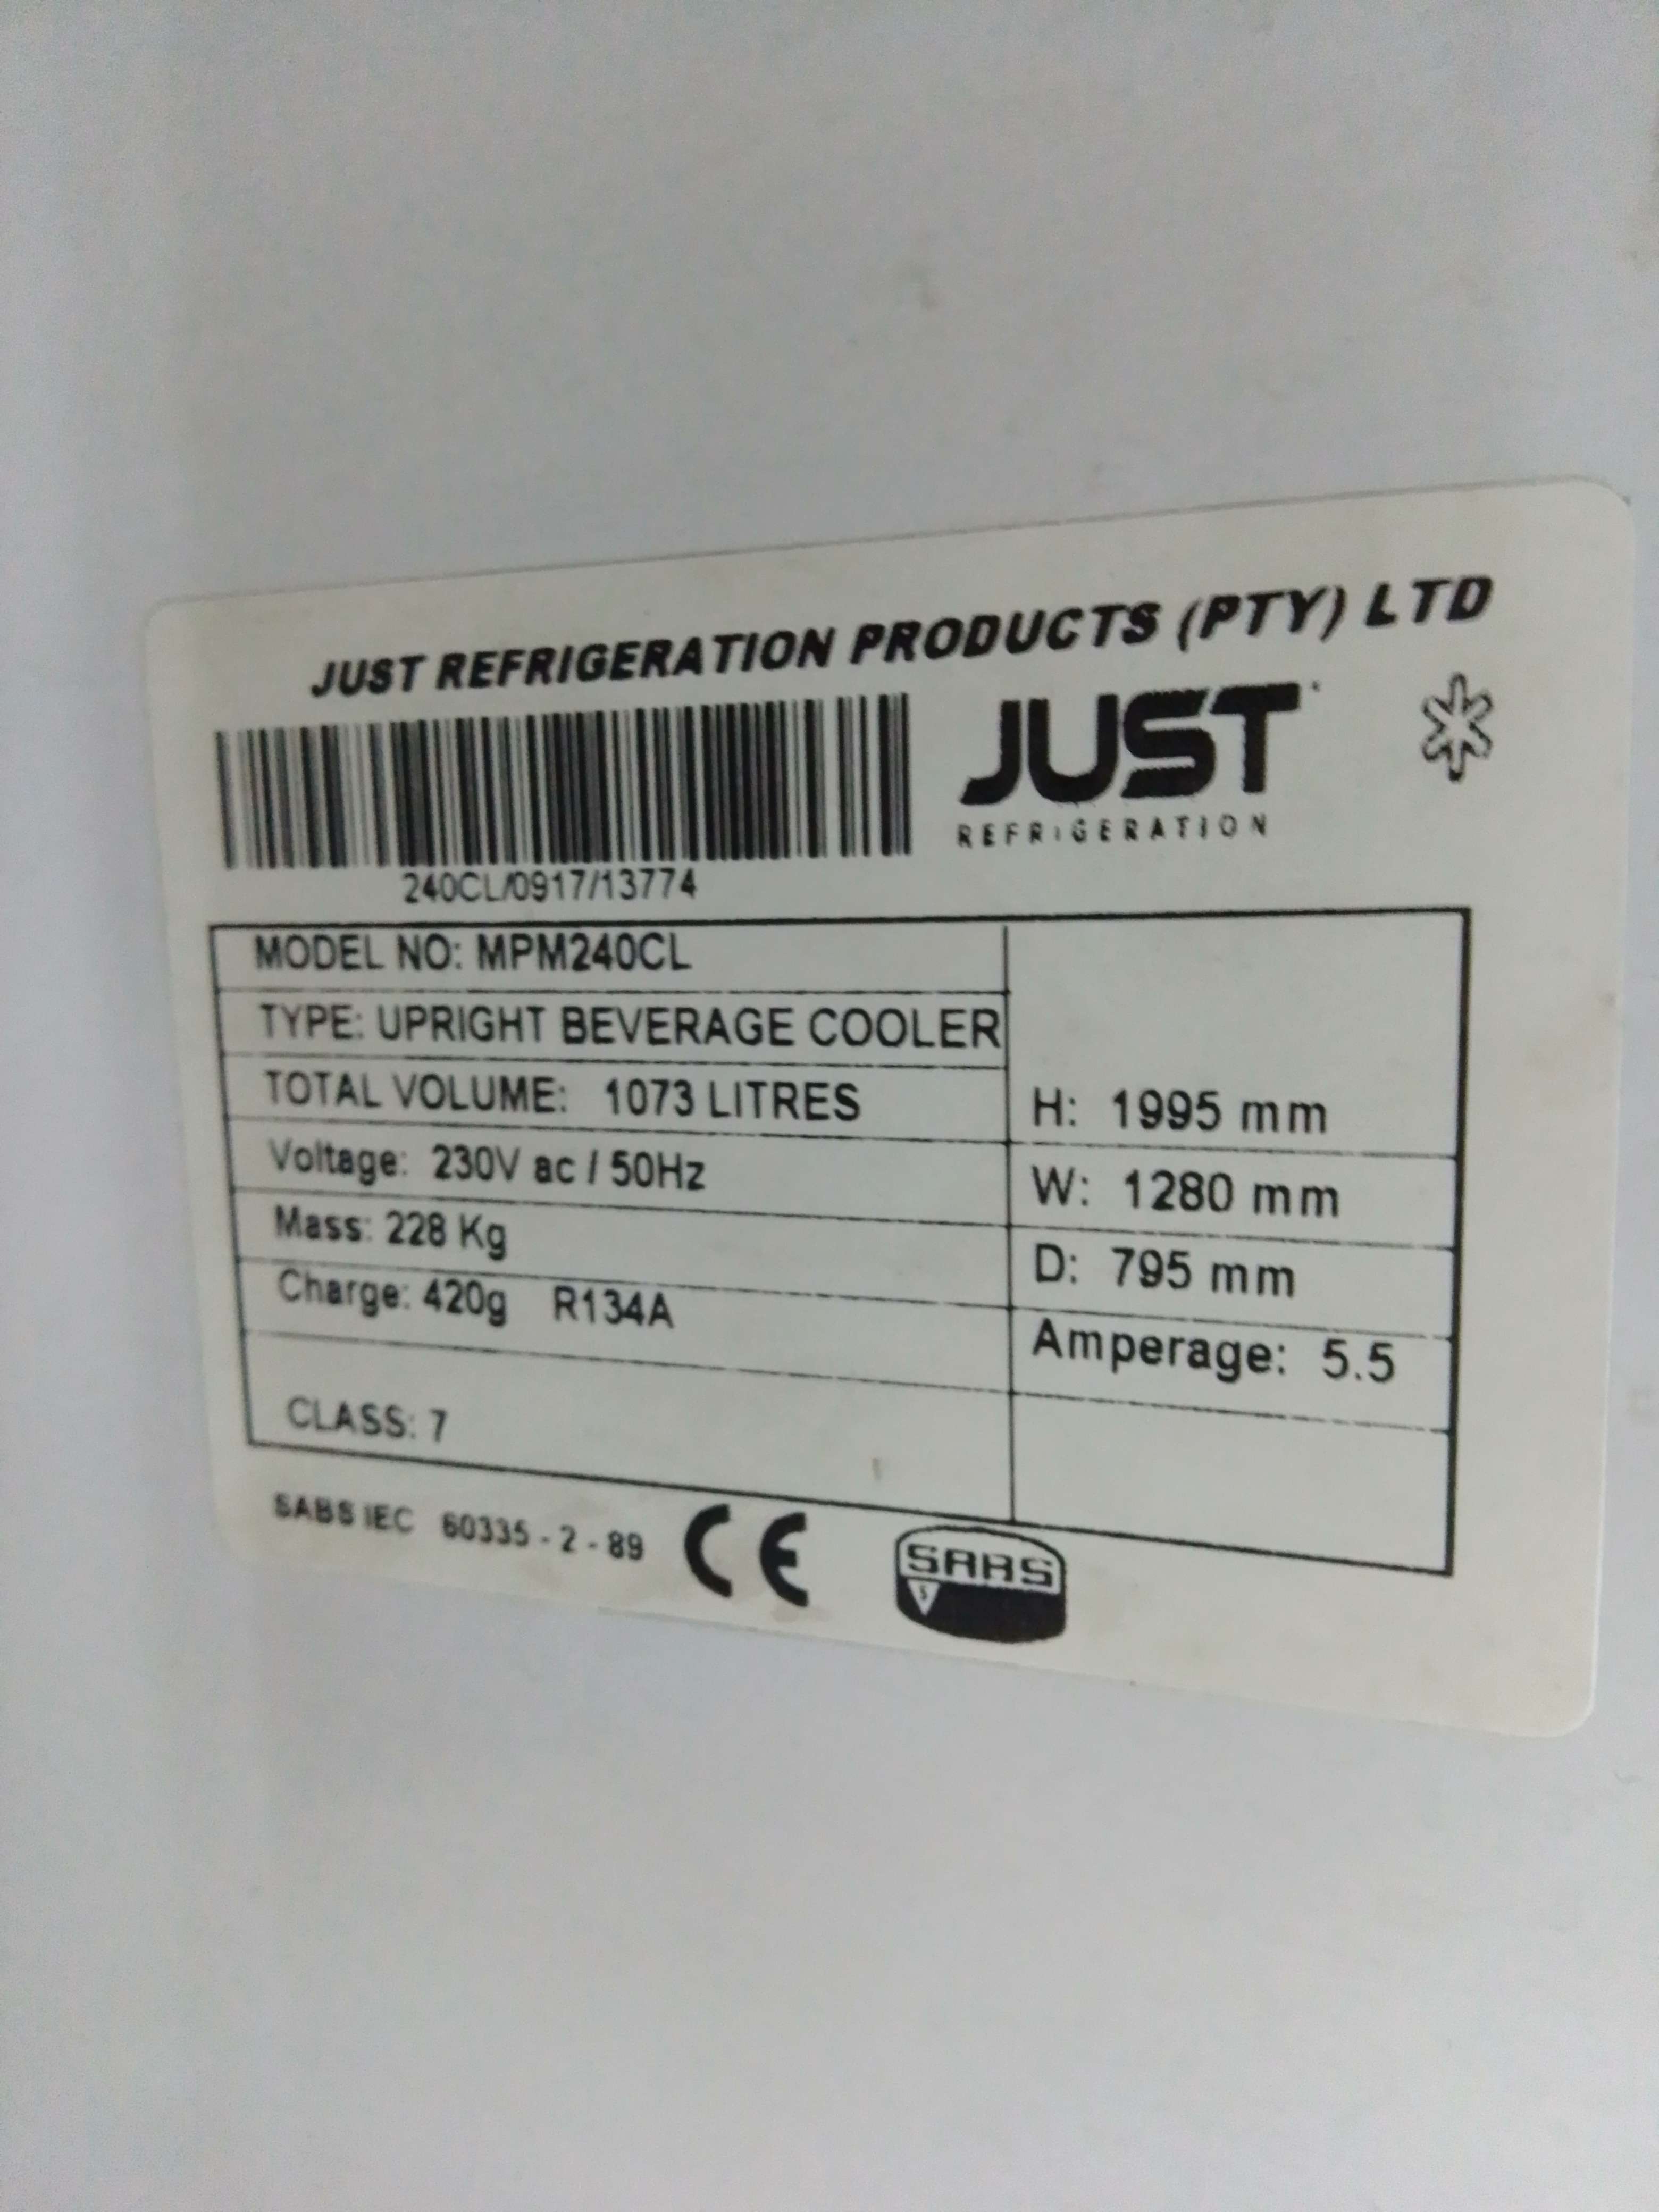 JUST REFRIGERATION PRODUCTS (PTY) LTD
JUST
REFRIGERATION
240CL/0917/13774
MODEL NO: MPM240CL
TYPE: UPRIGHT BEVERAGE COOLER
TOTAL VOLUME: 1073 LITRES
H: 1995 mm
Voltage: 230V ac / 50Hz
W: 1280 mm
Mass: 228 Kg
D: 795 mm
Charge: 420g R134A
Amperage: 5.5
CLASS: 7
SABS IEC 60335 - 2 - 89
CE
SABS
S